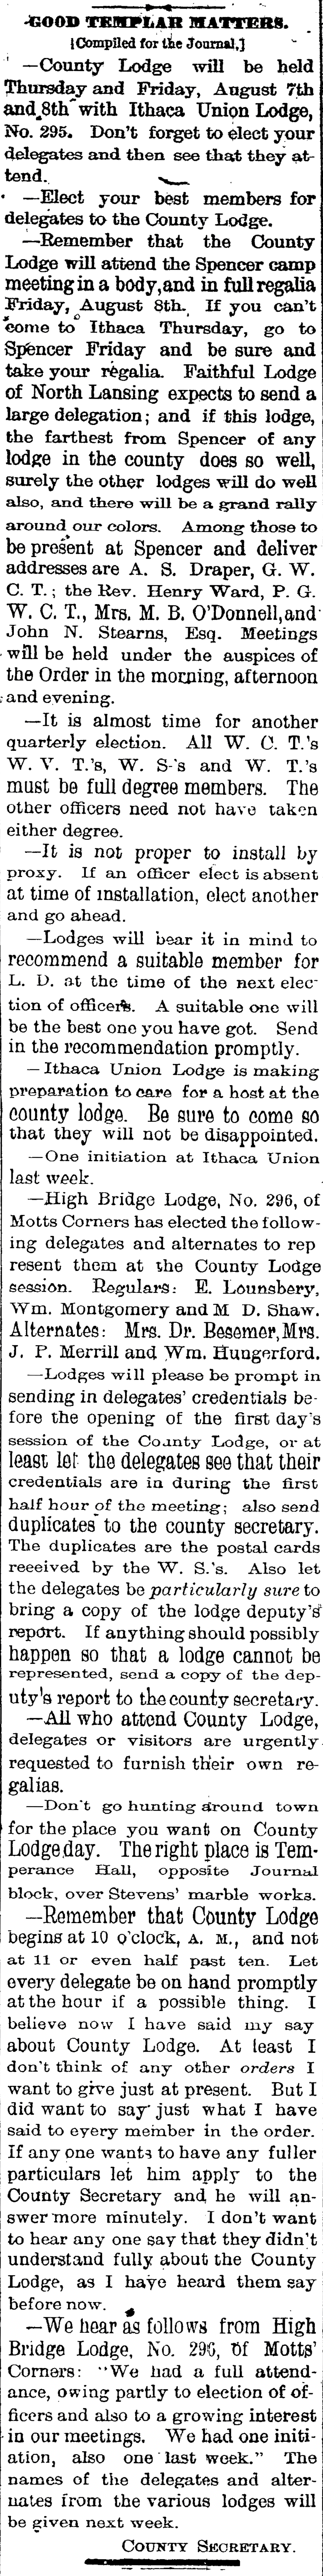 GOOD TEMPLAR MATTERS.
[Compiled for the Journal.]
—County Lodge will be held
Thursday and Friday, August 7th
and 8th with Ithaca Union Lodge,
No. 295. Don't forget to elect your
delegates and then see that they at-
tend.
—Elect your best members for
delegates to the County Lodge.
—Remember that the County
Lodge will attend the Spencer camp
meeting in a body, and in full regalia
Friday, August 8th. If you can't
come to Ithaca Thursday, go to
Spencer Friday and be sure and
take your regalia. Faithful Lodge
of North Lansing expects to send a
large delegation; and if this lodge,
the farthest from Spencer of any
lodge in the county does so well,
surely the other lodges will do well
also, and there will be a grand rally
around our colors. Among those to
be present at Spencer and deliver
addresses are A. S. Draper, G. W.
C. T.; the Rev. Henry Ward, P. G.
W. C. T., Mrs. M. B. O'Donnell, and
John N. Stearns, Esq. Meetings
will be held under the auspices of
the Order in the morning, afternoon
and evening.
—It is almost time for another
quarterly election. All W. C. T.'s
W. V. T.'s, W. S-'s and W. T.'s
must be full degree members. The
other officers need not have taken
either degree.
—It is not proper to install by
proxy. If an officer elect is absent
at time of installation, elect another
and go ahead.
—Lodges will bear it in mind to
recommend a suitable member for
L. D. at the time of the next elec-
tion of officers. A suitable one will
be the best one you have got. Send
in the recommendation promptly.
—Ithaca Union Lodge is making
preparation to care for a host at the
county lodge. Be sure to come so
that they will not be disappointed.
—One initiation at Ithaca Union
last week.
—High Bridge Lodge, No. 296, of
Motts Corners has elected the follow-
ing delegates and alternates to rep
resent them at the County Lodge
session. Regulars: E. Lounsbery,
Wm. Montgomery and M D. Shaw.
Alternates: Mrs. Dr. Besemer, Mrs.
J. P. Merrill and Wm. Hungerford.
—Lodges will please be prompt in
sending in delegates' credentials be-
fore the opening of the first day's
session of the County Lodge, or at
least let the delegates see that their
credentials are in during the first
half hour of the meeting; also send
duplicates to the county secretary.
The duplicates are the postal cards
reeeived by the W. S.'s. Also let
the delegates be particularly sure to
bring a copy of the lodge deputy's
report. If anything should possibly
happen so that a lodge cannot be
represented, send a copy of the dep-
uty's report to the county secretary.
—All who attend County Lodge,
delegates or visitors are urgently
requested to furnish their own re-
galias.
—Don't go hunting around town
for the place you want on County
Lodge day. The right place is Tem-
perance Hall, opposite Journal
block, over Stevens' marble works.
—Remember that County Lodge
begins at 10 o'clock, A. M., and not
at 11 or even half past ten. Let
every delegate be on hand promptly
at the hour if a possible thing. I
believe now I have said my say
about County Lodge. At least I
don't think of any other orders I
want to give just at present. But I
did want to say just what I have
said to every member in the order.
If any one wants to have any fuller
particulars let him apply to the
County Secretary and he will an-
swer more minutely. I don't want
to hear any one say that they didn't
understand fully about the County
Lodge, as I have heard them say
before now.
—We hear as follows from High
Bridge Lodge, No. 296, of Motts'
Corners: "We had a full attend-
ance, owing partly to election of of-
ficers and also to a growing interest
in our meetings. We had one initi-
ation, also one last week." The
names of the delegates and alter-
nates from the various lodges will
be given next week.
COUNTY SECRETARY.